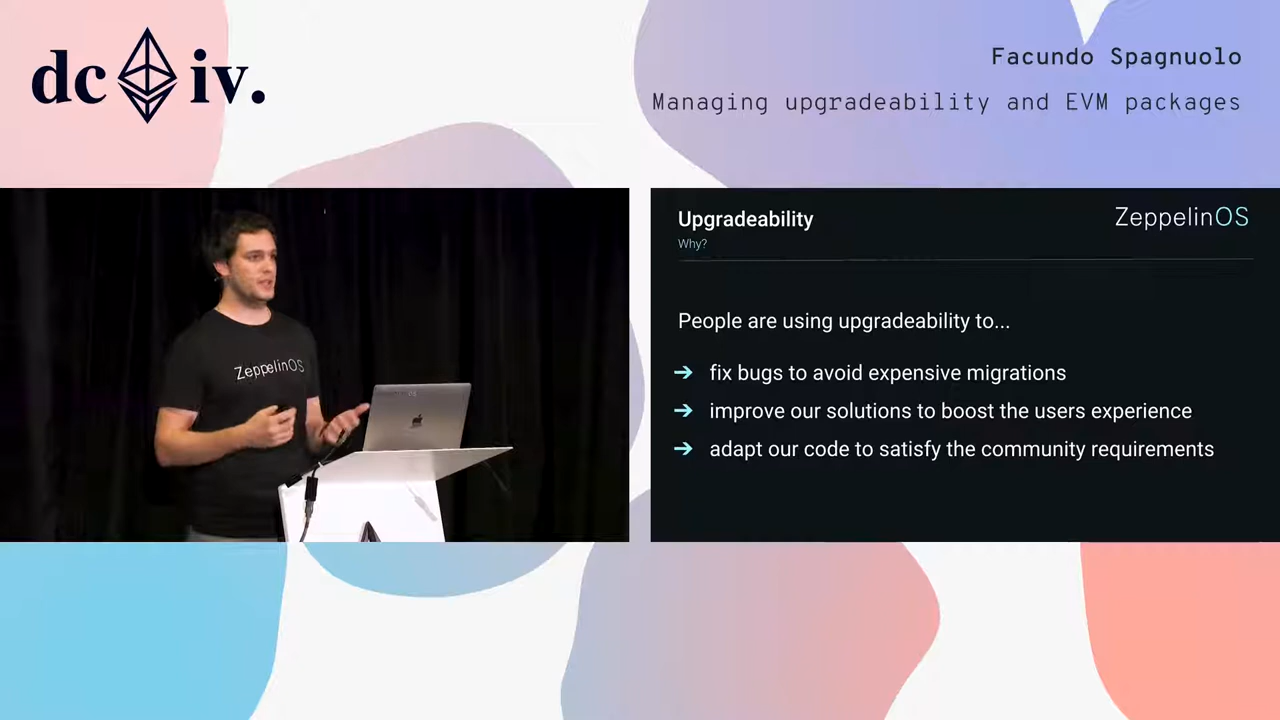 dc iv.
Facundo Spagnuolo
Managing upgradeability and EVM packages
ZeppelinOS
Upgradeability
ZeppelinOS
Why?
People are using upgradeability to...
➔ fix bugs to avoid expensive migrations
➔ improve our solutions to boost the users experience
➔ adapt our code to satisfy the community requirements